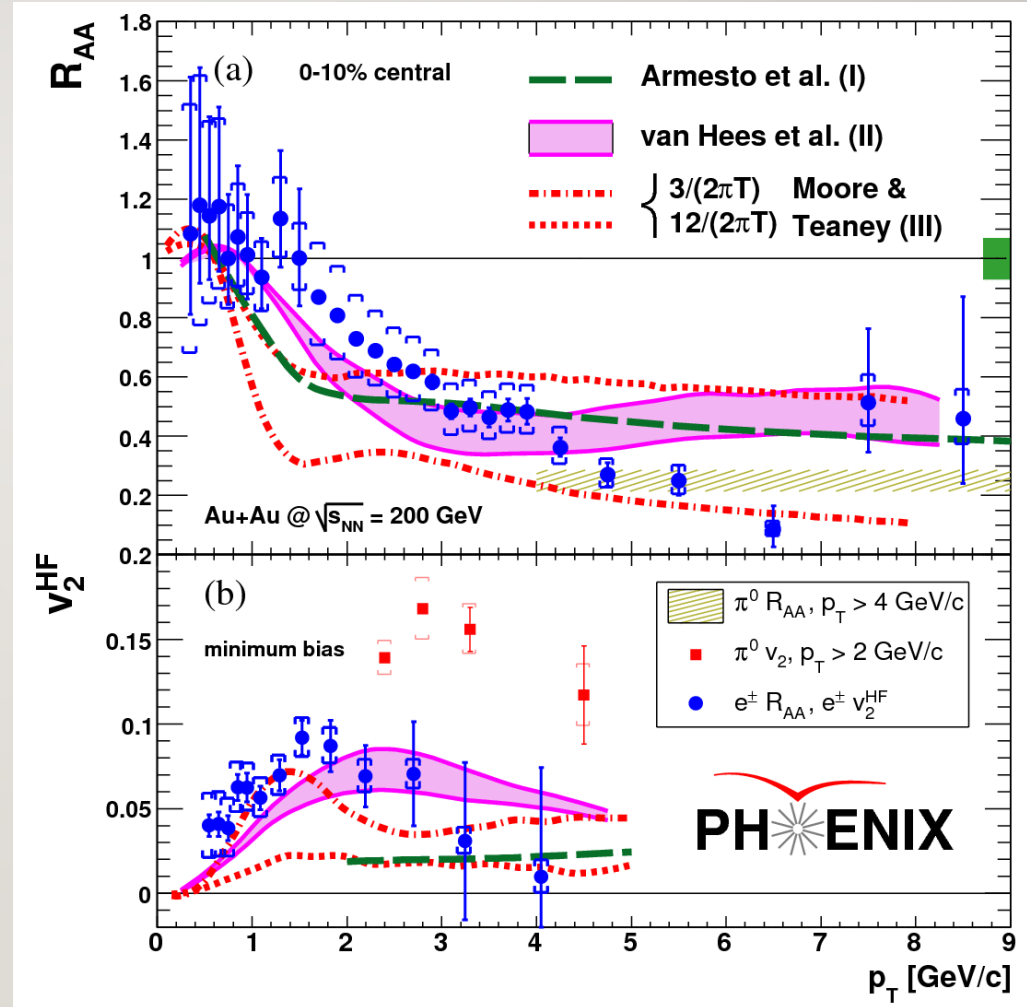 1.8
1.6
1.4
1.2
1
0.8
0.6
0.4
0.2
R_AA
(a)
0-10% central
Armesto et al. (I)
van Hees et al. (II)
3/(2πT) Moore &
12/(2πT) Teaney (III)
Au+Au @ √s_NN = 200 GeV
0.2
0.15
0.1
0.05
0
v_2^HF
(b)
minimum bias
π⁰ R_AA, p_T > 4 GeV/c
π⁰ v_2, p_T > 2 GeV/c
e± R_AA, e± v_2^HF
PHENIX
0 1 2 3 4 5 6 7 8 9
p_T [GeV/c]